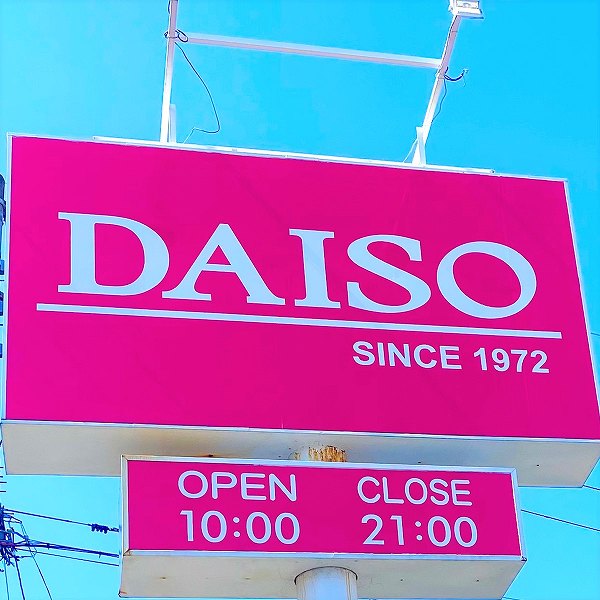 DAISO
SINCE 1972
OPEN CLOSE
10:00 21:00